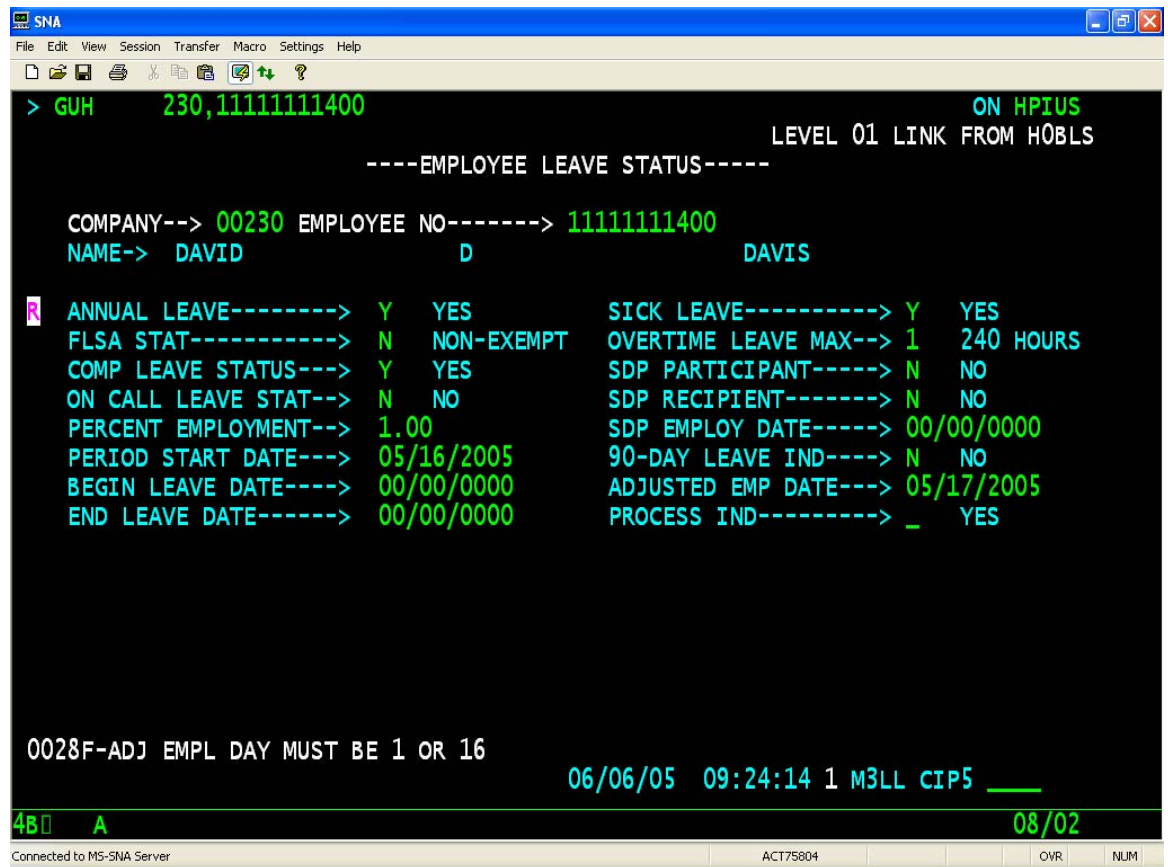 SNA
File Edit View Session Transfer Macro Settings Help
> GUH 230,11111111400 ON HPIUS
LEVEL 01 LINK FROM H0BLS
----EMPLOYEE LEAVE STATUS-----
COMPANY--> 00230 EMPLOYEE NO-------> 11111111400
NAME-> DAVID D DAVIS
R ANNUAL LEAVE--------> Y YES SICK LEAVE----------> Y YES
FLSA STAT-----------> N NON-EXEMPT OVERTIME LEAVE MAX--> 1 240 HOURS
COMP LEAVE STATUS---> Y YES SDP PARTICIPANT-----> N NO
ON CALL LEAVE STAT--> N NO SDP RECIPIENT-------> N NO
PERCENT EMPLOYMENT--> 1.00 SDP EMPLOY DATE-----> 00/00/0000
PERIOD START DATE---> 05/16/2005 90-DAY LEAVE IND----> N NO
BEGIN LEAVE DATE----> 00/00/0000 ADJUSTED EMP DATE---> 05/17/2005
END LEAVE DATE------> 00/00/0000 PROCESS IND---------> _ YES
0028F-ADJ EMPL DAY MUST BE 1 OR 16
06/06/05 09:24:14 1 M3LL CIP5 ____
4B▯ A 08/02
Connected to MS-SNA Server ACT75804 OVR NUM